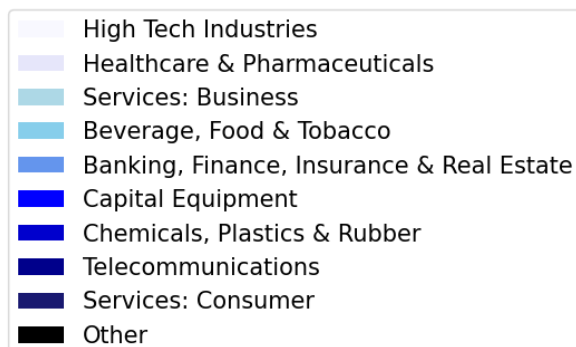 High Tech Industries
Healthcare & Pharmaceuticals
Services: Business
Beverage, Food & Tobacco
Banking, Finance, Insurance & Real Estate
Capital Equipment
Chemicals, Plastics & Rubber
Telecommunications
Services: Consumer
Other